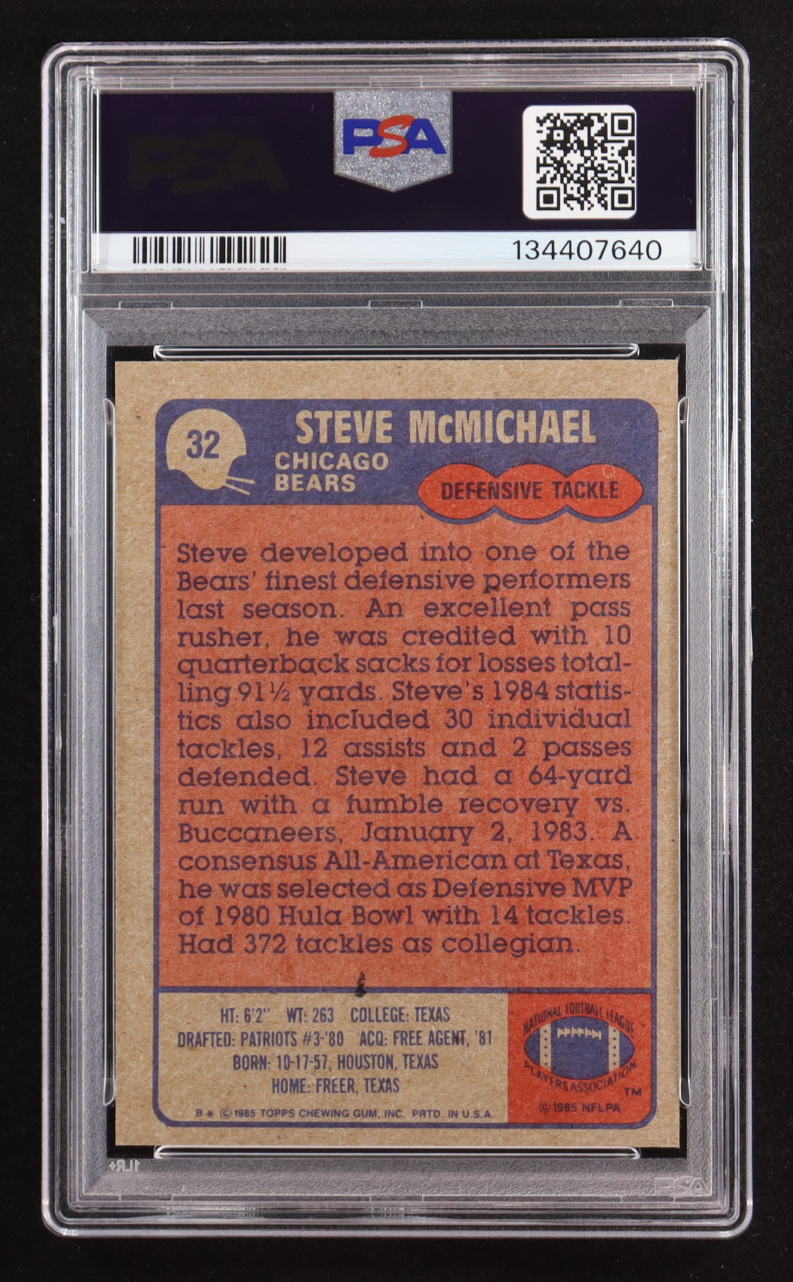 PSA
PSA
134407640
32
STEVE McMICHAEL
CHICAGO
BEARS
DEFENSIVE TACKLE
Steve developed into one of the
Bears' finest defensive performers
last season. An excellent pass
rusher, he was credited with 10
quarterback sacks for losses total-
ling 91½ yards. Steve's 1984 statis-
tics also included 30 individual
tackles, 12 assists and 2 passes
defended. Steve had a 64-yard
run with a fumble recovery vs.
Buccaneers, January 2, 1983. A
consensus All-American at Texas,
he was selected as Defensive MVP
of 1980 Hula Bowl with 14 tackles.
Had 372 tackles as collegian.
HT: 6'2" WT: 263 COLLEGE: TEXAS
DRAFTED: PATRIOTS #3-'80 ACQ: FREE AGENT, '81
BORN: 10-17-57, HOUSTON, TEXAS
HOME: FREER, TEXAS
B * © 1985 TOPPS CHEWING GUM, INC. PRTD. IN U.S.A.
NATIONAL FOOTBALL LEAGUE
PLAYERS ASSOCIATION
TM
© 1985 NFLPA
PSA